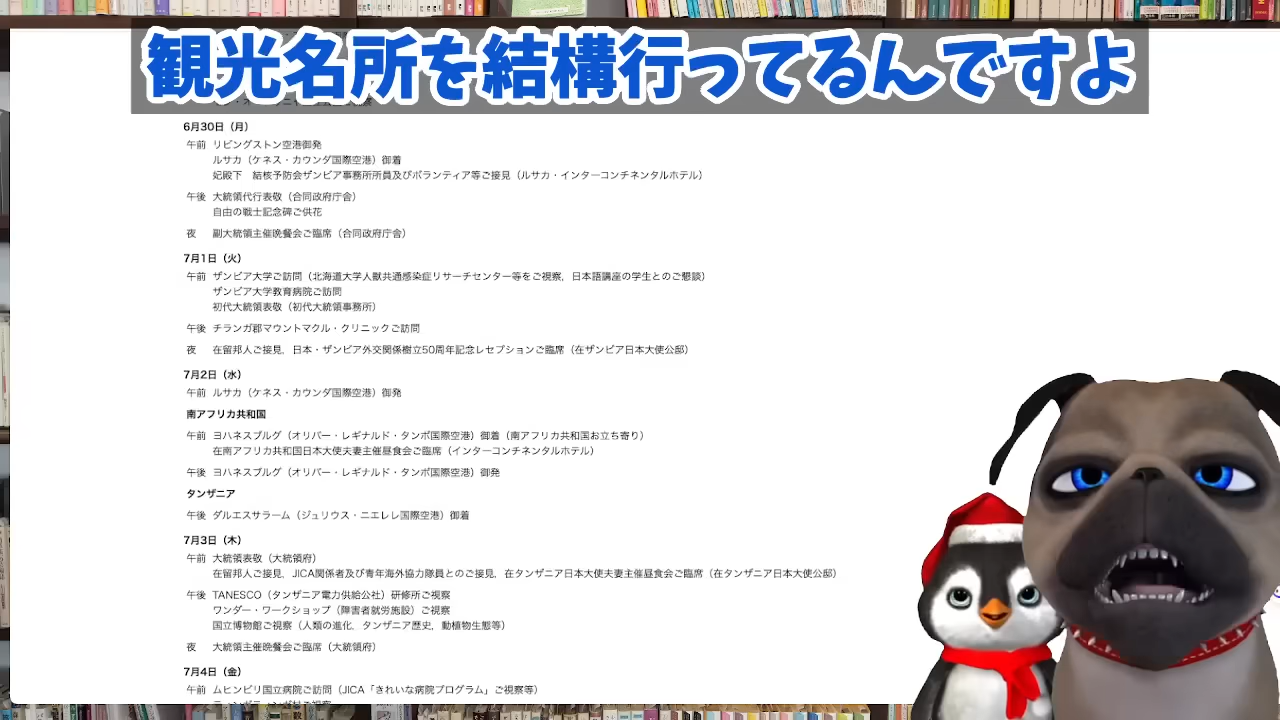 観光名所を結構行ってるんですよ
6月30日（月）
午前 リビングストン空港御発
ルサカ（ケネス・カウンダ国際空港）御着
妃殿下 結核予防会ザンビア事務所所員及びボランティア等ご接見（ルサカ・インターコンチネンタルホテル）
午後 大統領代行表敬（合同政府庁舎）
自由の戦士記念碑ご供花
夜 副大統領主催晩餐会ご臨席（合同政府庁舎）
7月1日（火）
午前 ザンビア大学ご訪問（北海道大学人獣共通感染症リサーチセンター等をご視察，日本語講座の学生とのご懇談）
ザンビア大学教育病院ご訪問
初代大統領表敬（初代大統領事務所）
午後 チランガ郡マウントマクル・クリニックご訪問
夜 在留邦人ご接見，日本・ザンビア外交関係樹立50周年記念レセプションご臨席（在ザンビア日本大使公邸）
7月2日（水）
午前 ルサカ（ケネス・カウンダ国際空港）御発
南アフリカ共和国
午前 ヨハネスブルグ（オリバー・レギナルド・タンボ国際空港）御着（南アフリカ共和国お立ち寄り）
在南アフリカ共和国日本大使夫妻主催昼食会ご臨席（インターコンチネンタルホテル）
午後 ヨハネスブルグ（オリバー・レギナルド・タンボ国際空港）御発
タンザニア
午後 ダルエスサラーム（ジュリウス・ニエレレ国際空港）御着
7月3日（木）
午前 大統領表敬（大統領府）
在留邦人ご接見，JICA関係者及び青年海外協力隊員とのご接見，在タンザニア日本大使夫妻主催昼食会ご臨席（在タンザニア日本大使公邸）
午後 TANESCO（タンザニア電力供給公社）研修所ご視察
ワンダー・ワークショップ（障害者就労施設）ご視察
国立博物館ご視察（人類の進化，タンザニア歴史，動植物生態等）
夜 大統領主催晩餐会ご臨席（大統領府）
7月4日（金）
午前 ムヒンビリ国立病院ご訪問（JICA「きれいな病院プログラム」ご視察等）